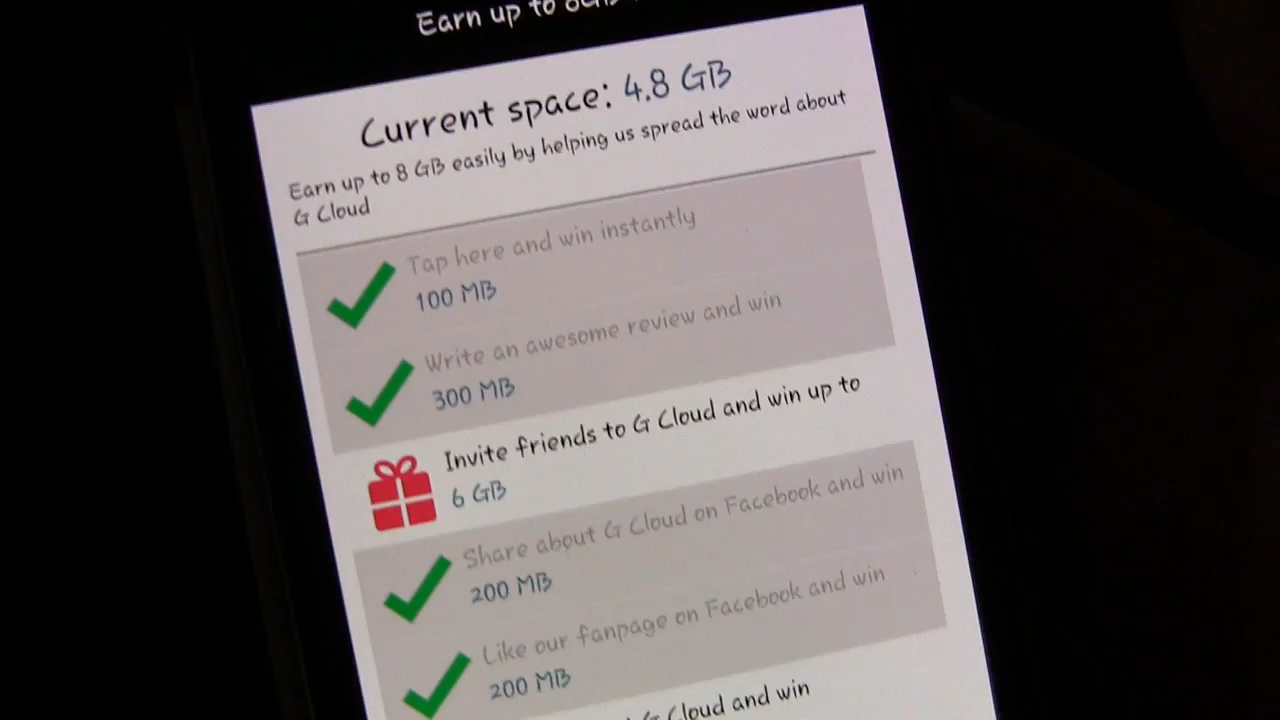 Earn up to
Current space: 4.8 GB
Earn up to 8 GB easily by helping us spread the word about
G Cloud
Tap here and win instantly
100 MB
Write an awesome review and win
300 MB
Invite friends to G Cloud and win up to
6 GB
Share about G Cloud on Facebook and win
200 MB
Like our fanpage on Facebook and win
200 MB
G Cloud and win